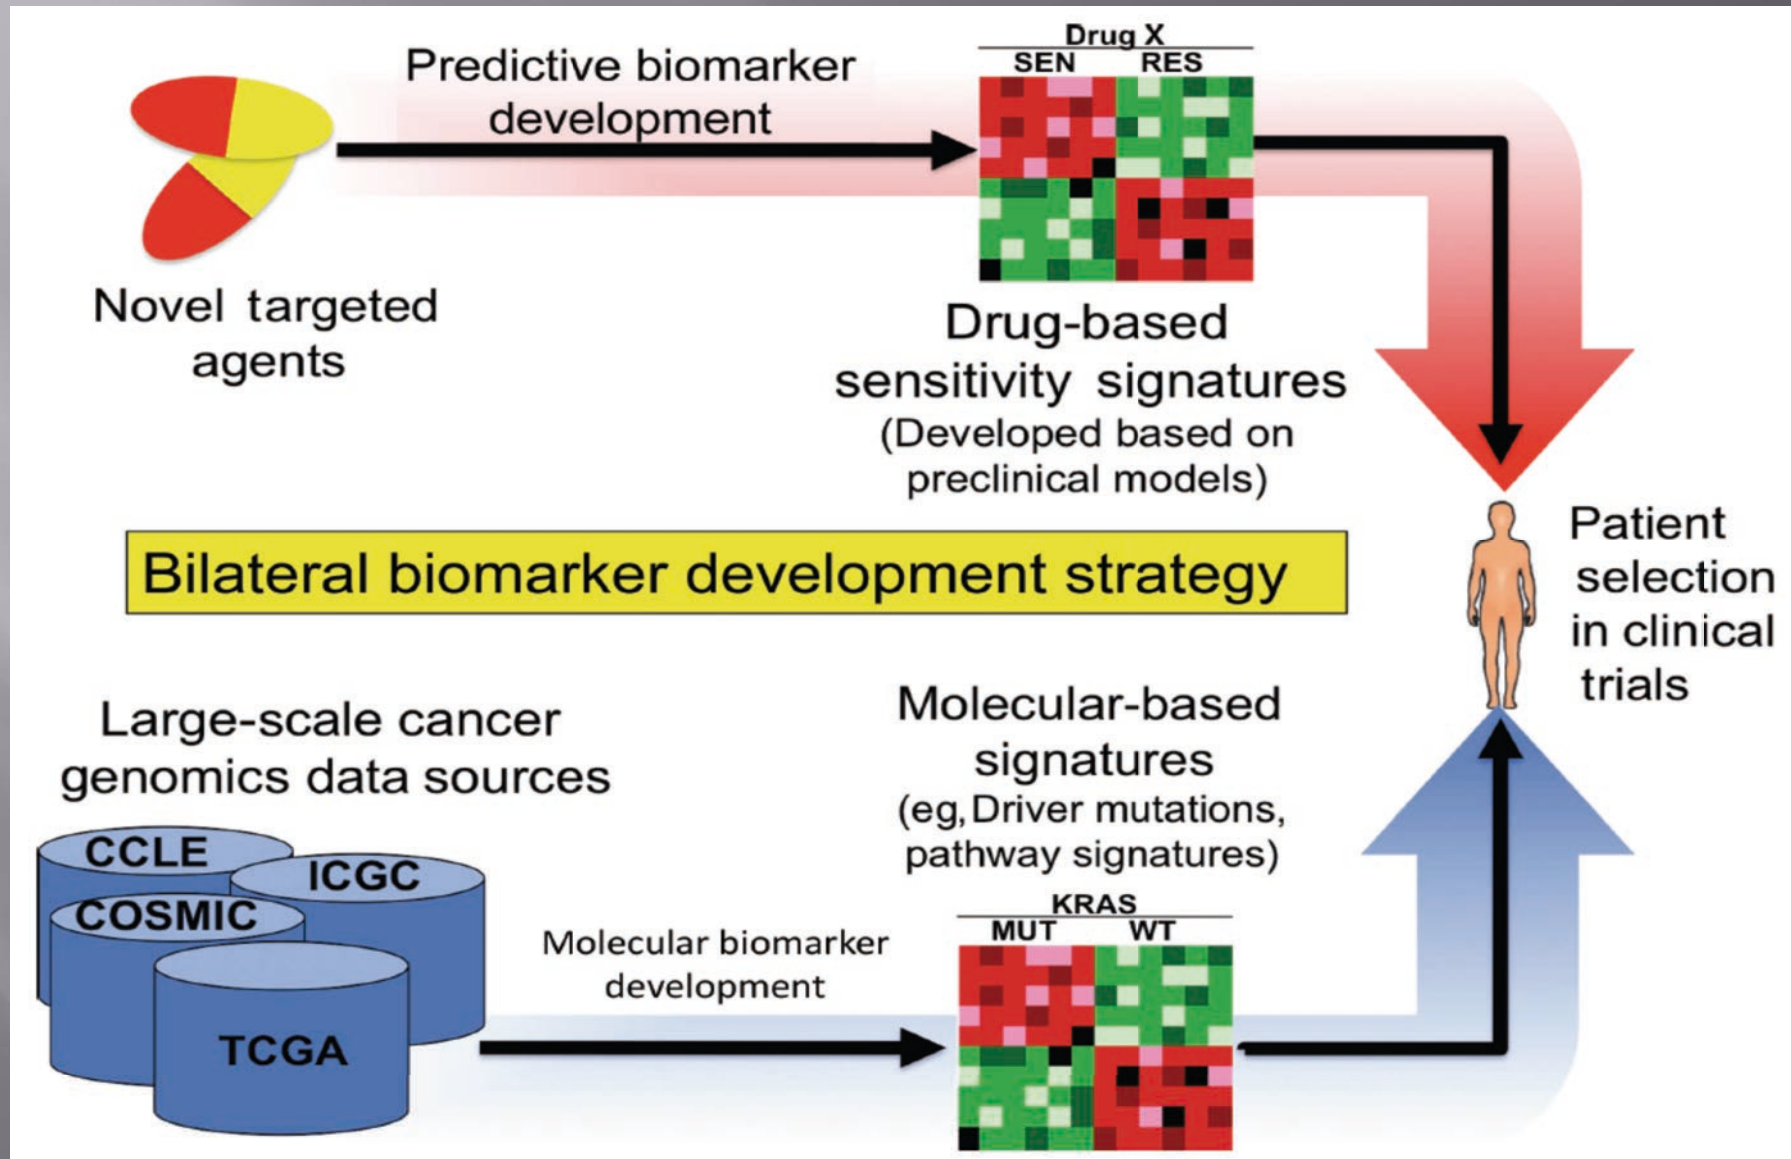 Predictive biomarker
development
Drug X
SEN RES
Novel targeted
agents
Drug-based
sensitivity signatures
(Developed based on
preclinical models)
Bilateral biomarker development strategy
Patient
selection
in clinical
trials
Large-scale cancer
genomics data sources
CCLE
ICGC
COSMIC
TCGA
Molecular biomarker
development
Molecular-based
signatures
(eg, Driver mutations,
pathway signatures)
KRAS
MUT WT